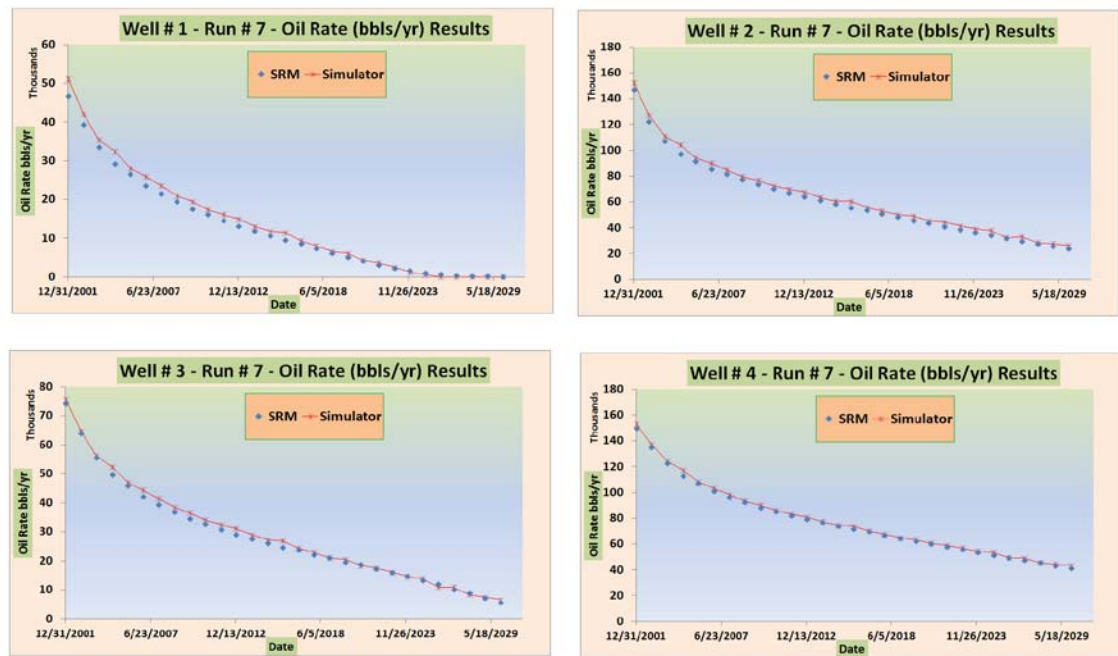 Well # 1 - Run # 7 - Oil Rate (bbls/yr) Results
Thousands
Oil Rate bbls/yr
60
50
40
30
20
10
0
SRM
Simulator
12/31/2001 6/23/2007 12/13/2012 6/5/2018 11/26/2023 5/18/2029
Date
Well # 2 - Run # 7 - Oil Rate (bbls/yr) Results
Thousands
Oil Rate bbls/yr
180
160
140
120
100
80
60
40
20
0
SRM
Simulator
12/31/2001 6/23/2007 12/13/2012 6/5/2018 11/26/2023 5/18/2029
Date
Well # 3 - Run # 7 - Oil Rate (bbls/yr) Results
Thousands
Oil Rate bbls/yr
80
70
60
50
40
30
20
10
0
SRM
Simulator
12/31/2001 6/23/2007 12/13/2012 6/5/2018 11/26/2023 5/18/2029
Date
Well # 4 - Run # 7 - Oil Rate (bbls/yr) Results
Thousands
Oil Rate bbls/yr
180
160
140
120
100
80
60
40
20
0
SRM
Simulator
12/31/2001 6/23/2007 12/13/2012 6/5/2018 11/26/2023 5/18/2029
Date